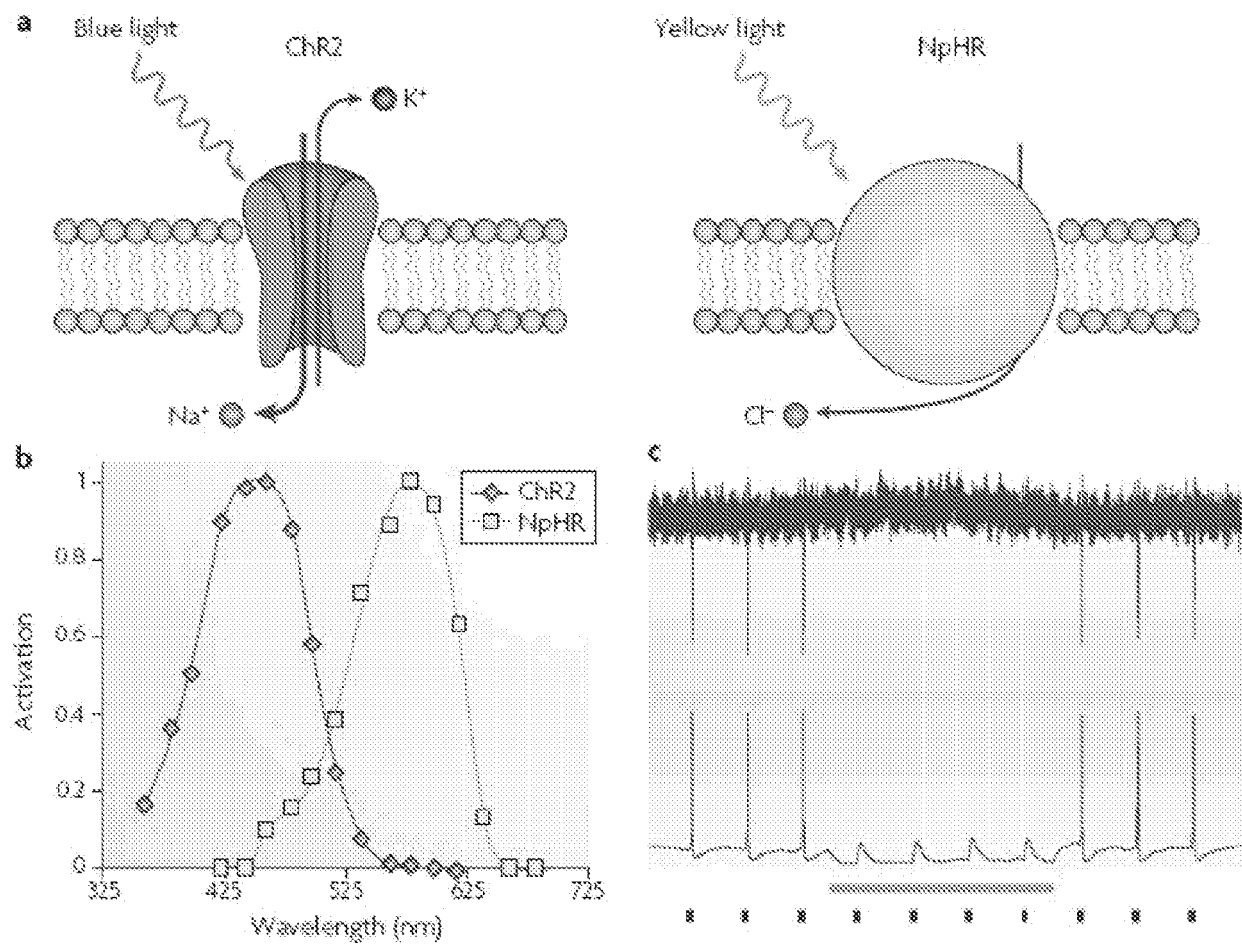 a
Blue light
ChR2
K⁺
Na⁺
Yellow light
NpHR
Cl⁻
b
Activation
1
0.8
0.6
0.4
0.2
0
325
425
525
625
725
Wavelength (nm)
ChR2
NpHR
c